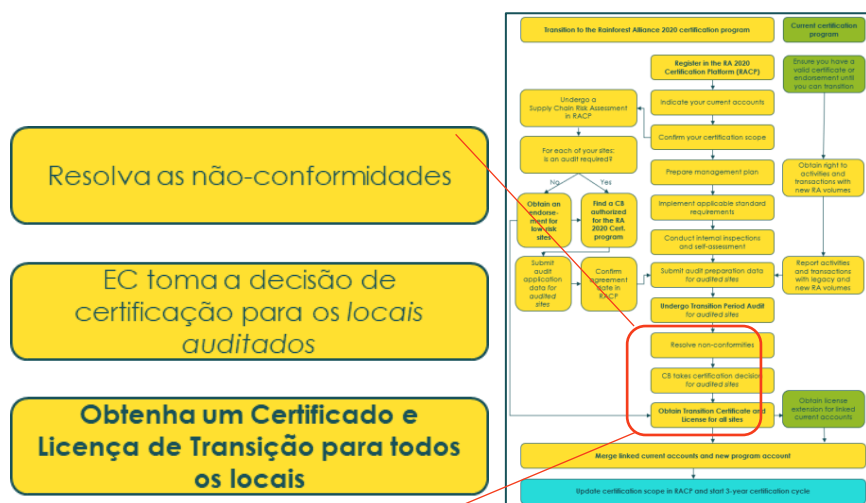 Resolva as não-conformidades
EC toma a decisão de
certificação para os locais
auditados
Obtenha um Certificado e
Licença de Transição para todos
os locais
Transition to the Rainforest Alliance 2020 certification program
Current certification
program
Register in the RA 2020
Certification Platform (RACP)
Ensure you have a
valid certificate or
endorsement until
you can transition
Undergo a
Supply Chain Risk Assessment
in RACP
Indicate your current accounts
Confirm your certification scope
For each of your sites:
Is an audit required?
Prepare management plan
Obtain right to
activities and
transactions with
new RA volumes
No
Yes
Obtain an
endorse-
ment for
low-risk
sites
Find a CB
authorized
for the RA
2020 Cert.
program
Implement applicable standard
requirements
Conduct internal inspections
and self-assessment
Submit
audit
application
data for
audited
sites
Confirm
agreement
date in
RACP
Submit audit preparation data
for audited sites
Report activities
and transactions
with legacy and
new RA volumes
Undergo Transition Period Audit
for audited sites
Resolve non-conformities
CB takes certification decision
for audited sites
Obtain Transition Certificate and
License for all sites
Obtain license
extension for linked
current accounts
Merge linked current accounts and new program account
Update certification scope in RACP and start 3-year certification cycle